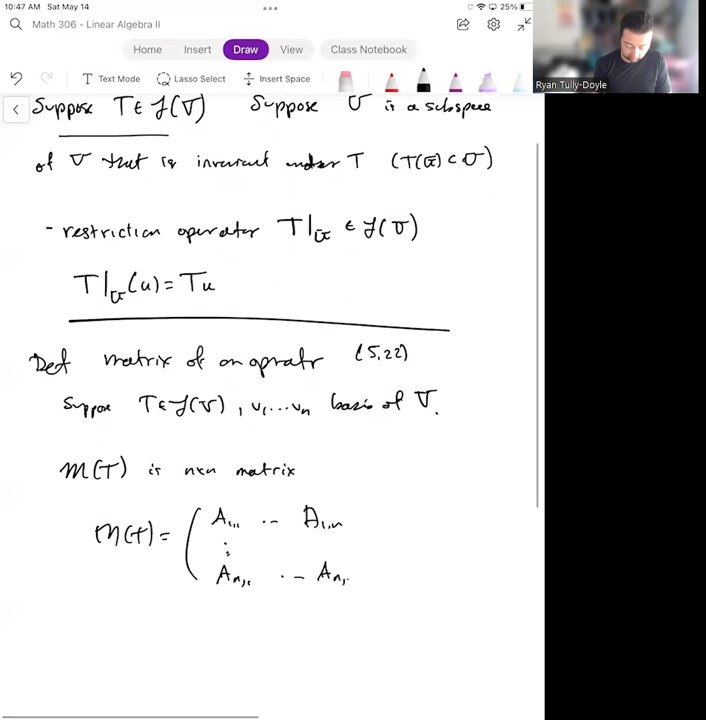 10:47 AM Sat May 14
25%
Math 306 - Linear Algebra II
Home Insert Draw View Class Notebook
Text Mode Lasso Select Insert Space
Ryan Tully-Doyle
Suppose T ∈ L(V) Suppose U is a subspace
of V that is invariant under T (T(U) ⊂ U)
- restriction operator T|_U ∈ L(U)
T|_U(u) = Tu
Def matrix of an operator (5.22)
Suppose T ∈ L(V), v₁...vₙ basis of V.
M(T) is n×n matrix
M(T) = ( A₁,₁ ... A₁,ₙ
⋮
Aₙ,₁ ... Aₙ,